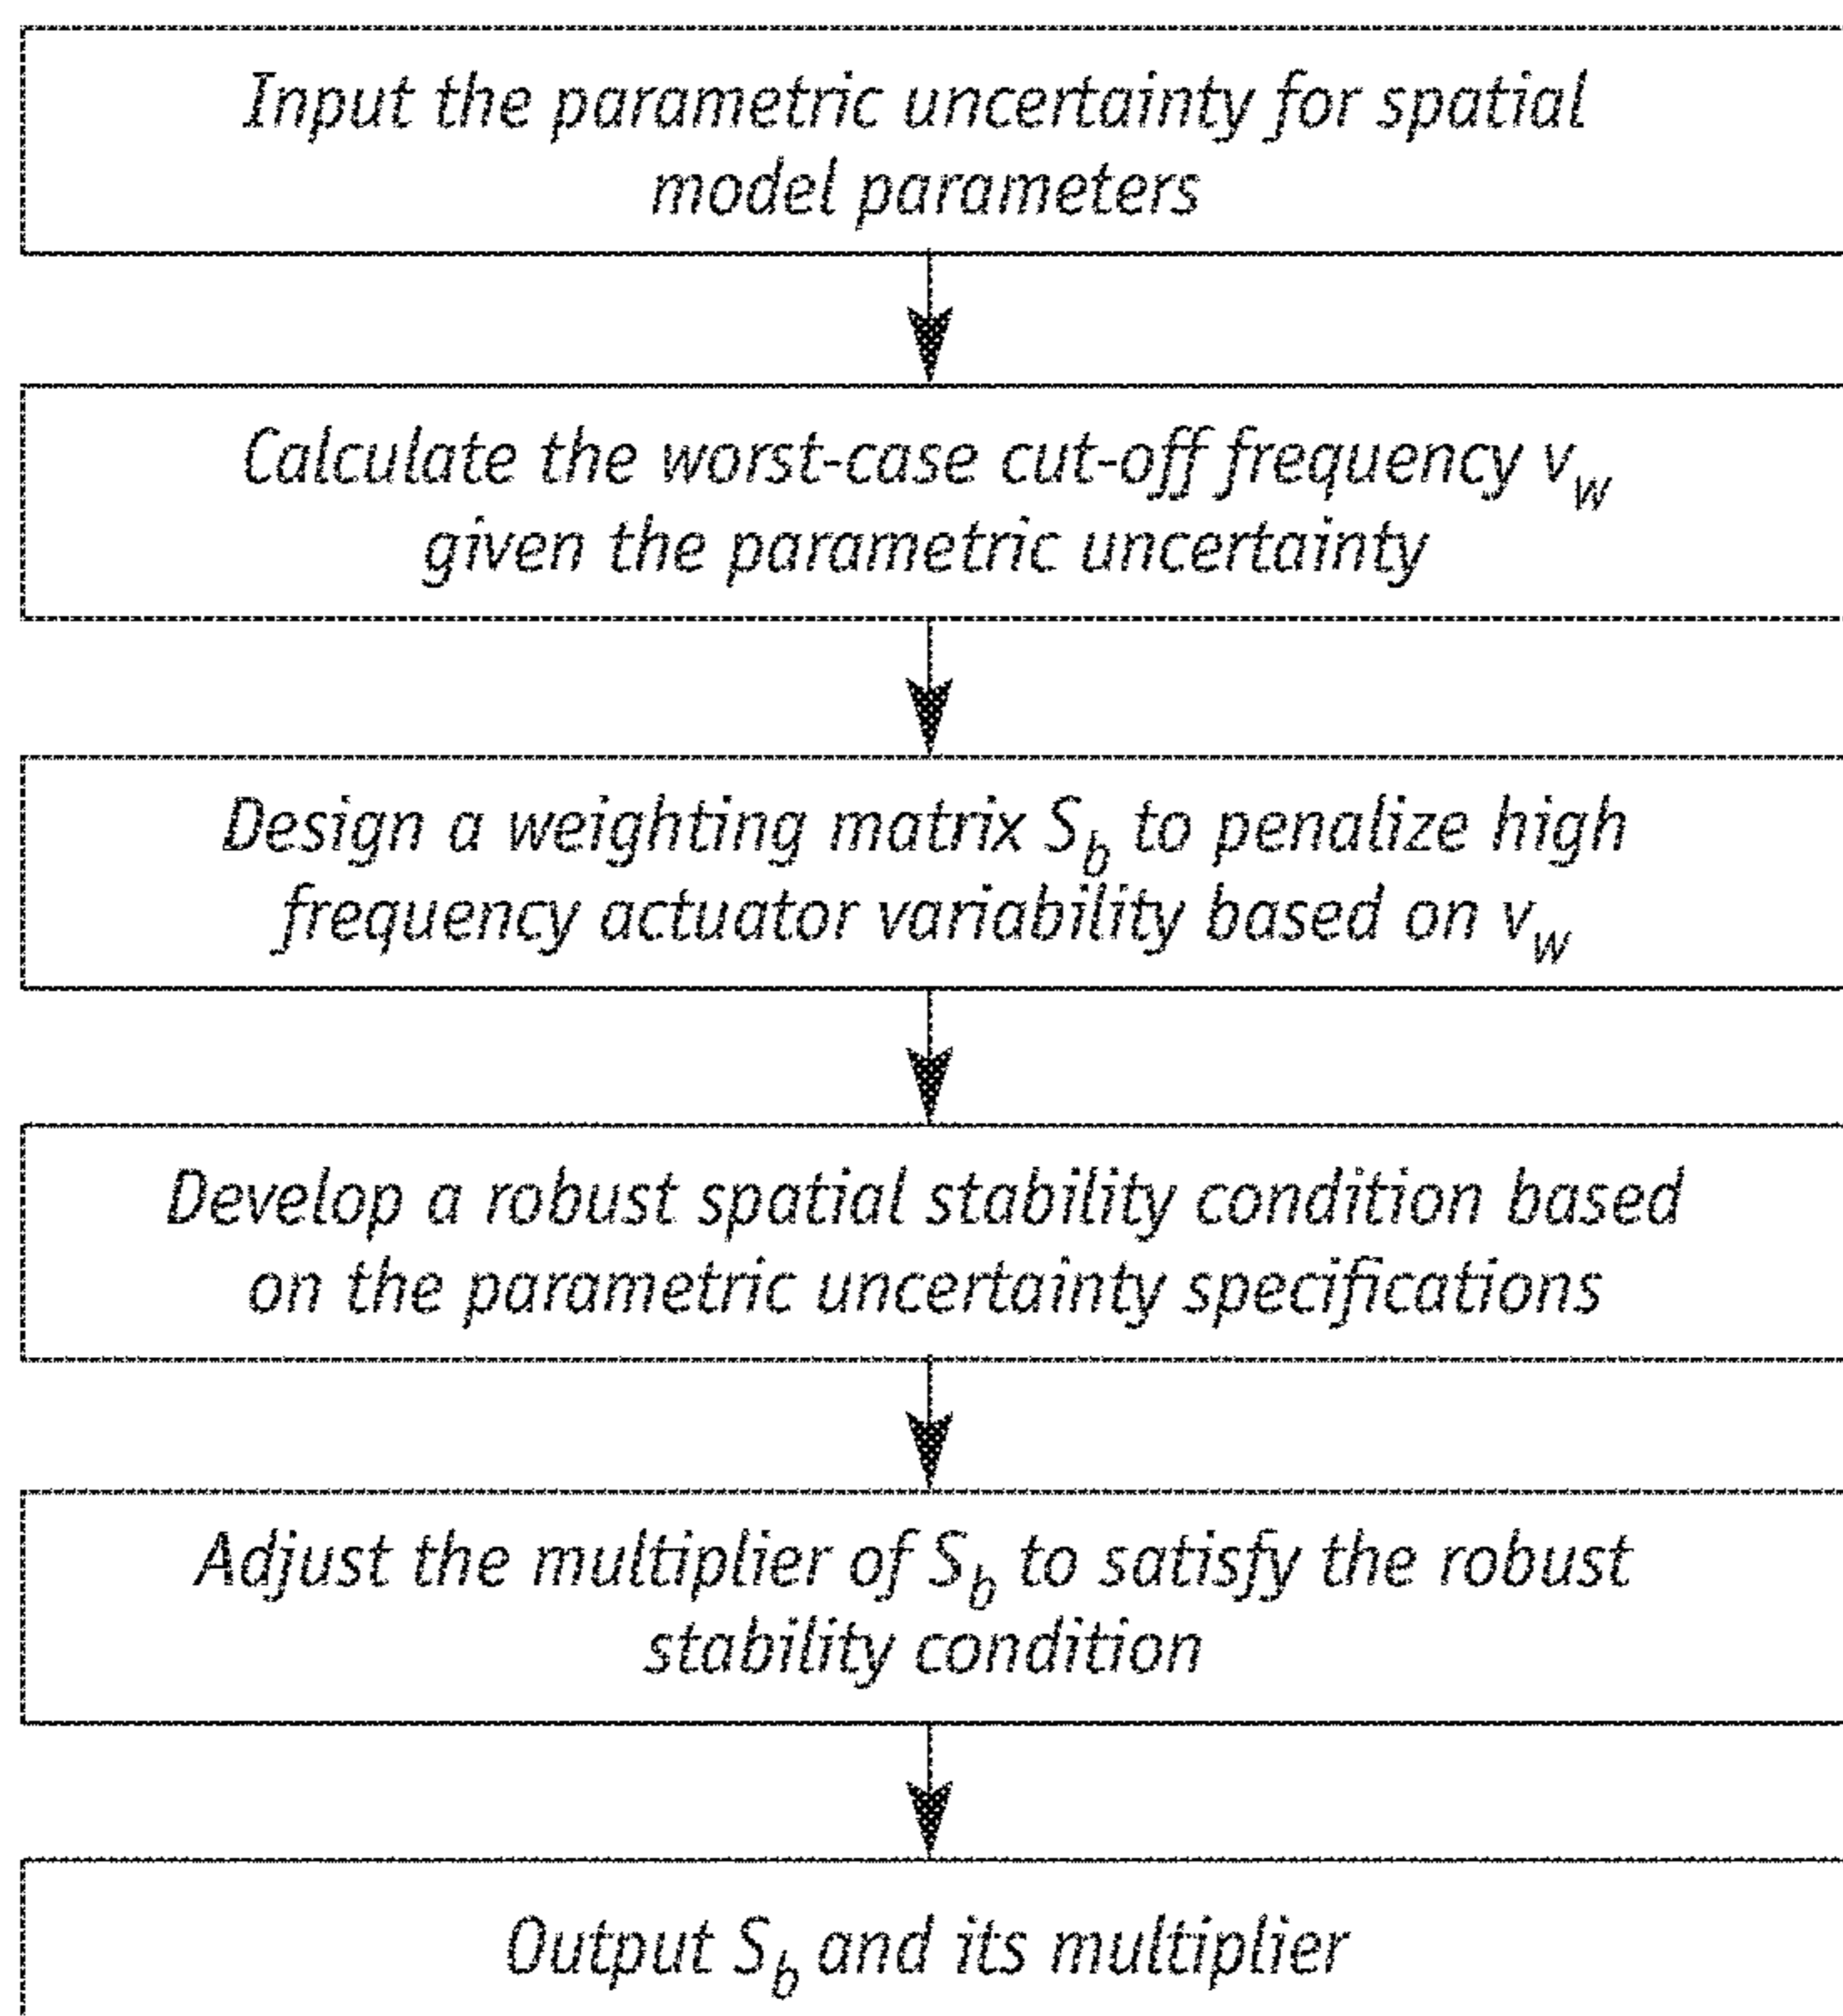 Input the parametric uncertainty for spatial
model parameters
Calculate the worst-case cut-off frequency v_w
given the parametric uncertainty
Design a weighting matrix S_b to penalize high
frequency actuator variability based on v_w
Develop a robust spatial stability condition based
on the parametric uncertainty specifications
Adjust the multiplier of S_b to satisfy the robust
stability condition
Output S_b and its multiplier